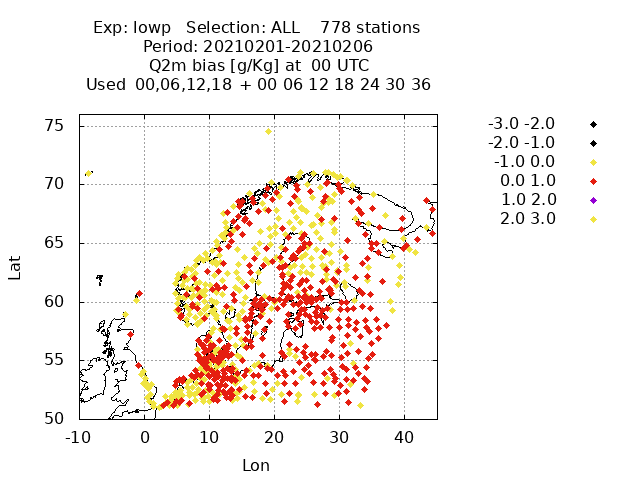 Exp: lowp Selection: ALL 778 stations
Period: 20210201-20210206
Q2m bias [g/Kg] at 00 UTC
Used 00,06,12,18 + 00 06 12 18 24 30 36
75
70
65
60
55
50
-10 0 10 20 30 40
Lat
Lon
-3.0 -2.0
-2.0 -1.0
-1.0 0.0
0.0 1.0
1.0 2.0
2.0 3.0